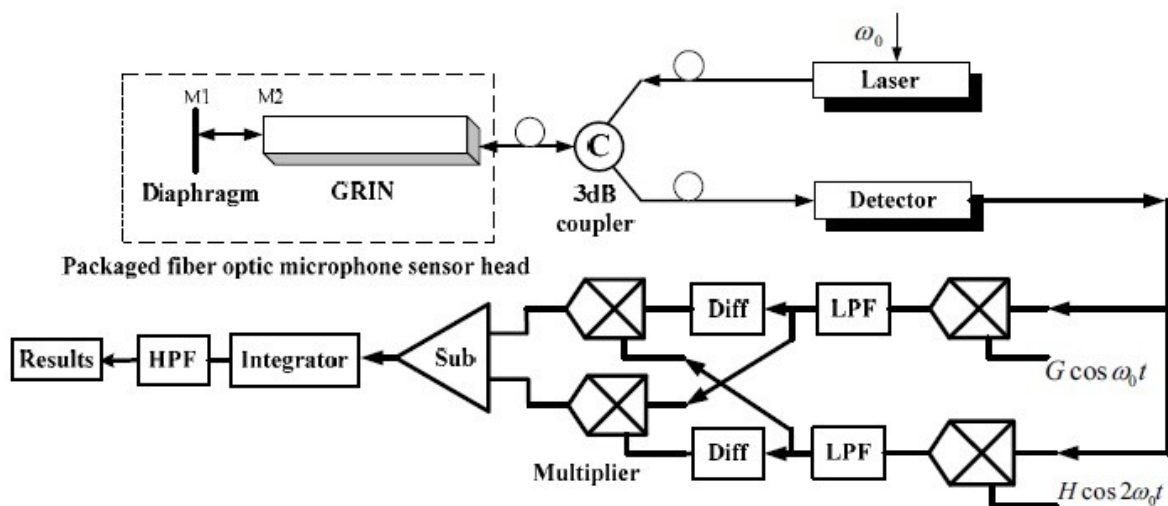 ω₀
Laser
M1
M2
C
Diaphragm
GRIN
3dB
coupler
Detector
Packaged fiber optic microphone sensor head
Diff
LPF
Results
HPF
Integrator
Sub
G cos ω₀t
Multiplier
Diff
LPF
H cos 2ω₀t